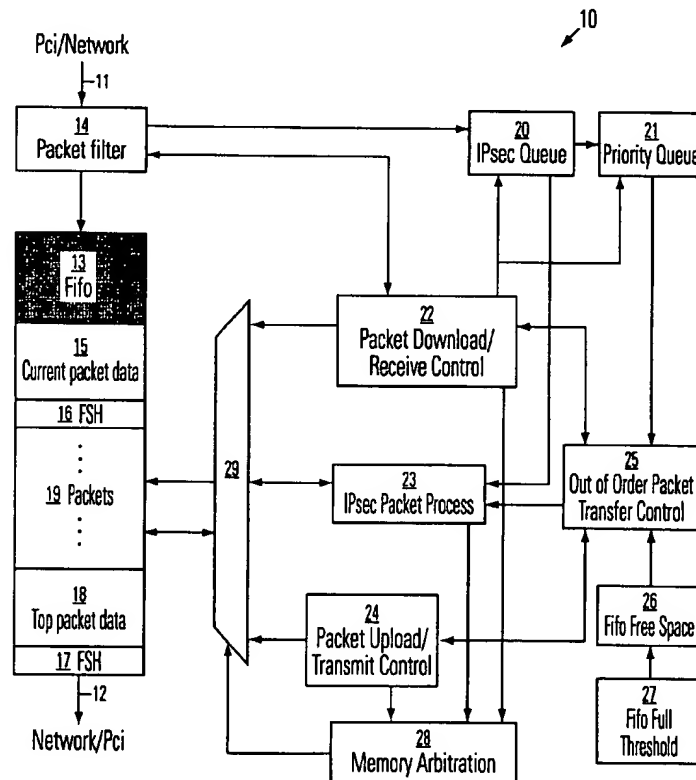 10
Pci/Network
11
14
Packet filter
20
IPsec Queue
21
Priority Queue
13
Fifo
22
Packet Download/
Receive Control
15
Current packet data
16 FSH
29
19 Packets
23
IPsec Packet Process
25
Out of Order Packet
Transfer Control
18
Top packet data
24
Packet Upload/
Transmit Control
26
Fifo Free Space
17 FSH
12
27
Fifo Full
Threshold
Network/Pci
28
Memory Arbitration